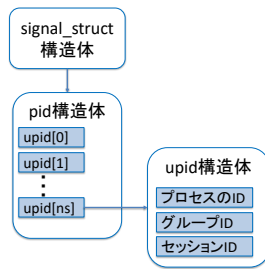 signal_struct
構造体
pid構造体
upid[0]
upid[1]
upid[ns]
upid構造体
プロセスのID
グループID
セッションID